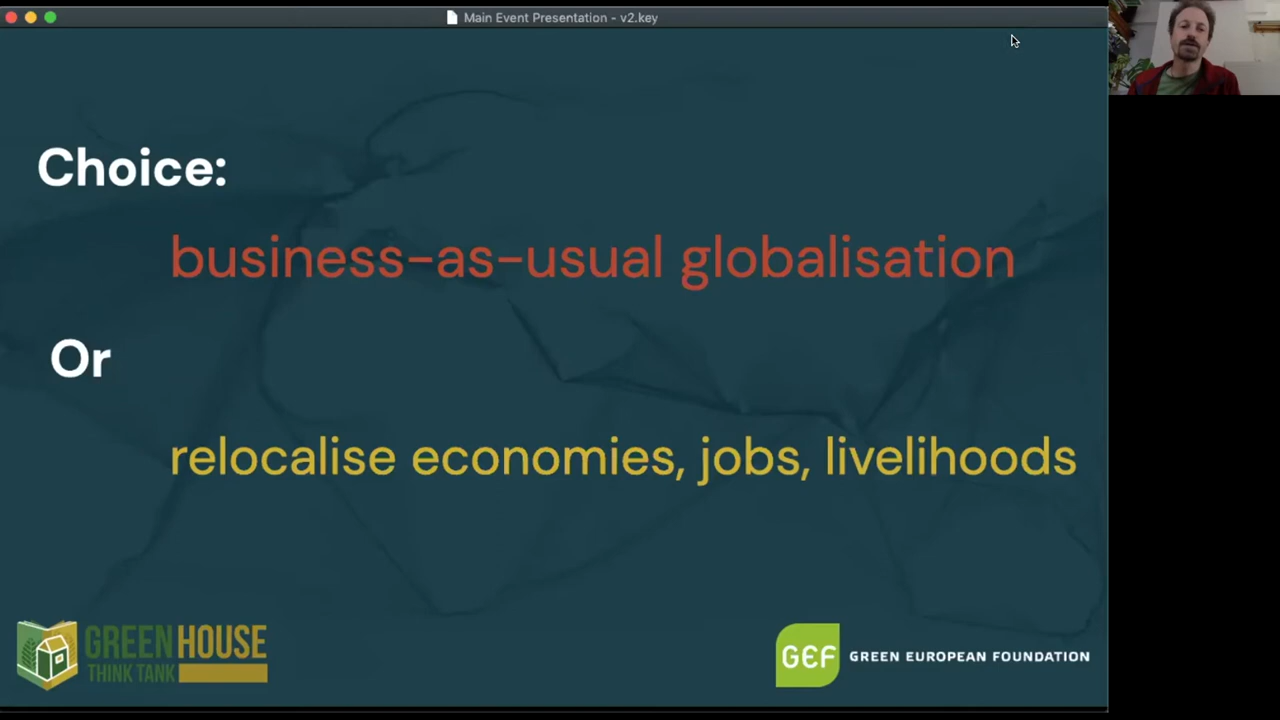 Main Event Presentation - v2.key
Choice:
business-as-usual globalisation
Or
relocalise economies, jobs, livelihoods
GREEN HOUSE
THINK TANK
GEF GREEN EUROPEAN FOUNDATION